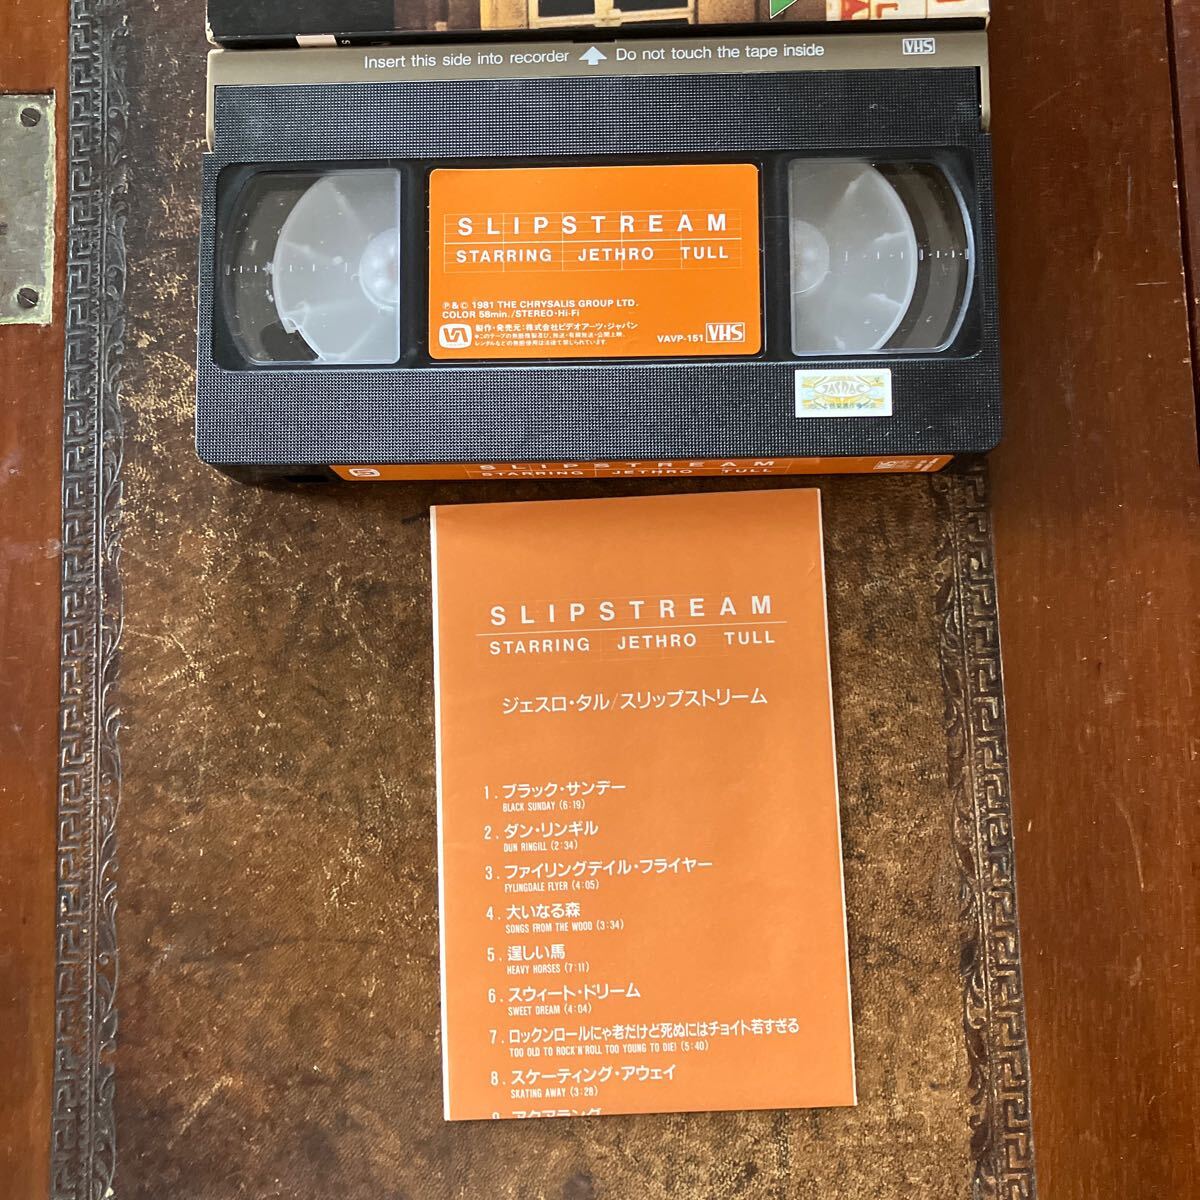 Insert this side into recorder Do not touch the tape inside VHS
SLIPSTREAM
STARRING JETHRO TULL
℗&© 1981 THE CHRYSALIS GROUP LTD.
COLOR 58min./STEREO·Hi-Fi
製作・発売元:株式会社ビデオアーツ・ジャパン
VAVP-151 VHS
JASRAC
SLIPSTREAM
STARRING JETHRO TULL
SLIPSTREAM
STARRING JETHRO TULL
ジェスロ・タル/スリップストリーム
1. ブラック・サンデー
BLACK SUNDAY (6:19)
2. ダン・リンギル
DUN RINGILL (2:34)
3. ファイリングデイル・フライヤー
FYLINGDALE FLYER (4:05)
4. 大いなる森
SONGS FROM THE WOOD (3:34)
5. 逞しい馬
HEAVY HORSES (7:11)
6. スウィート・ドリーム
SWEET DREAM (4:04)
7. ロックンロールにゃ老だけど死ぬにはチョイト若すぎる
TOO OLD TO ROCK'N'ROLL TOO YOUNG TO DIE! (5:40)
8. スケーティング・アウェイ
SKATING AWAY (3:28)
9. アクアラング